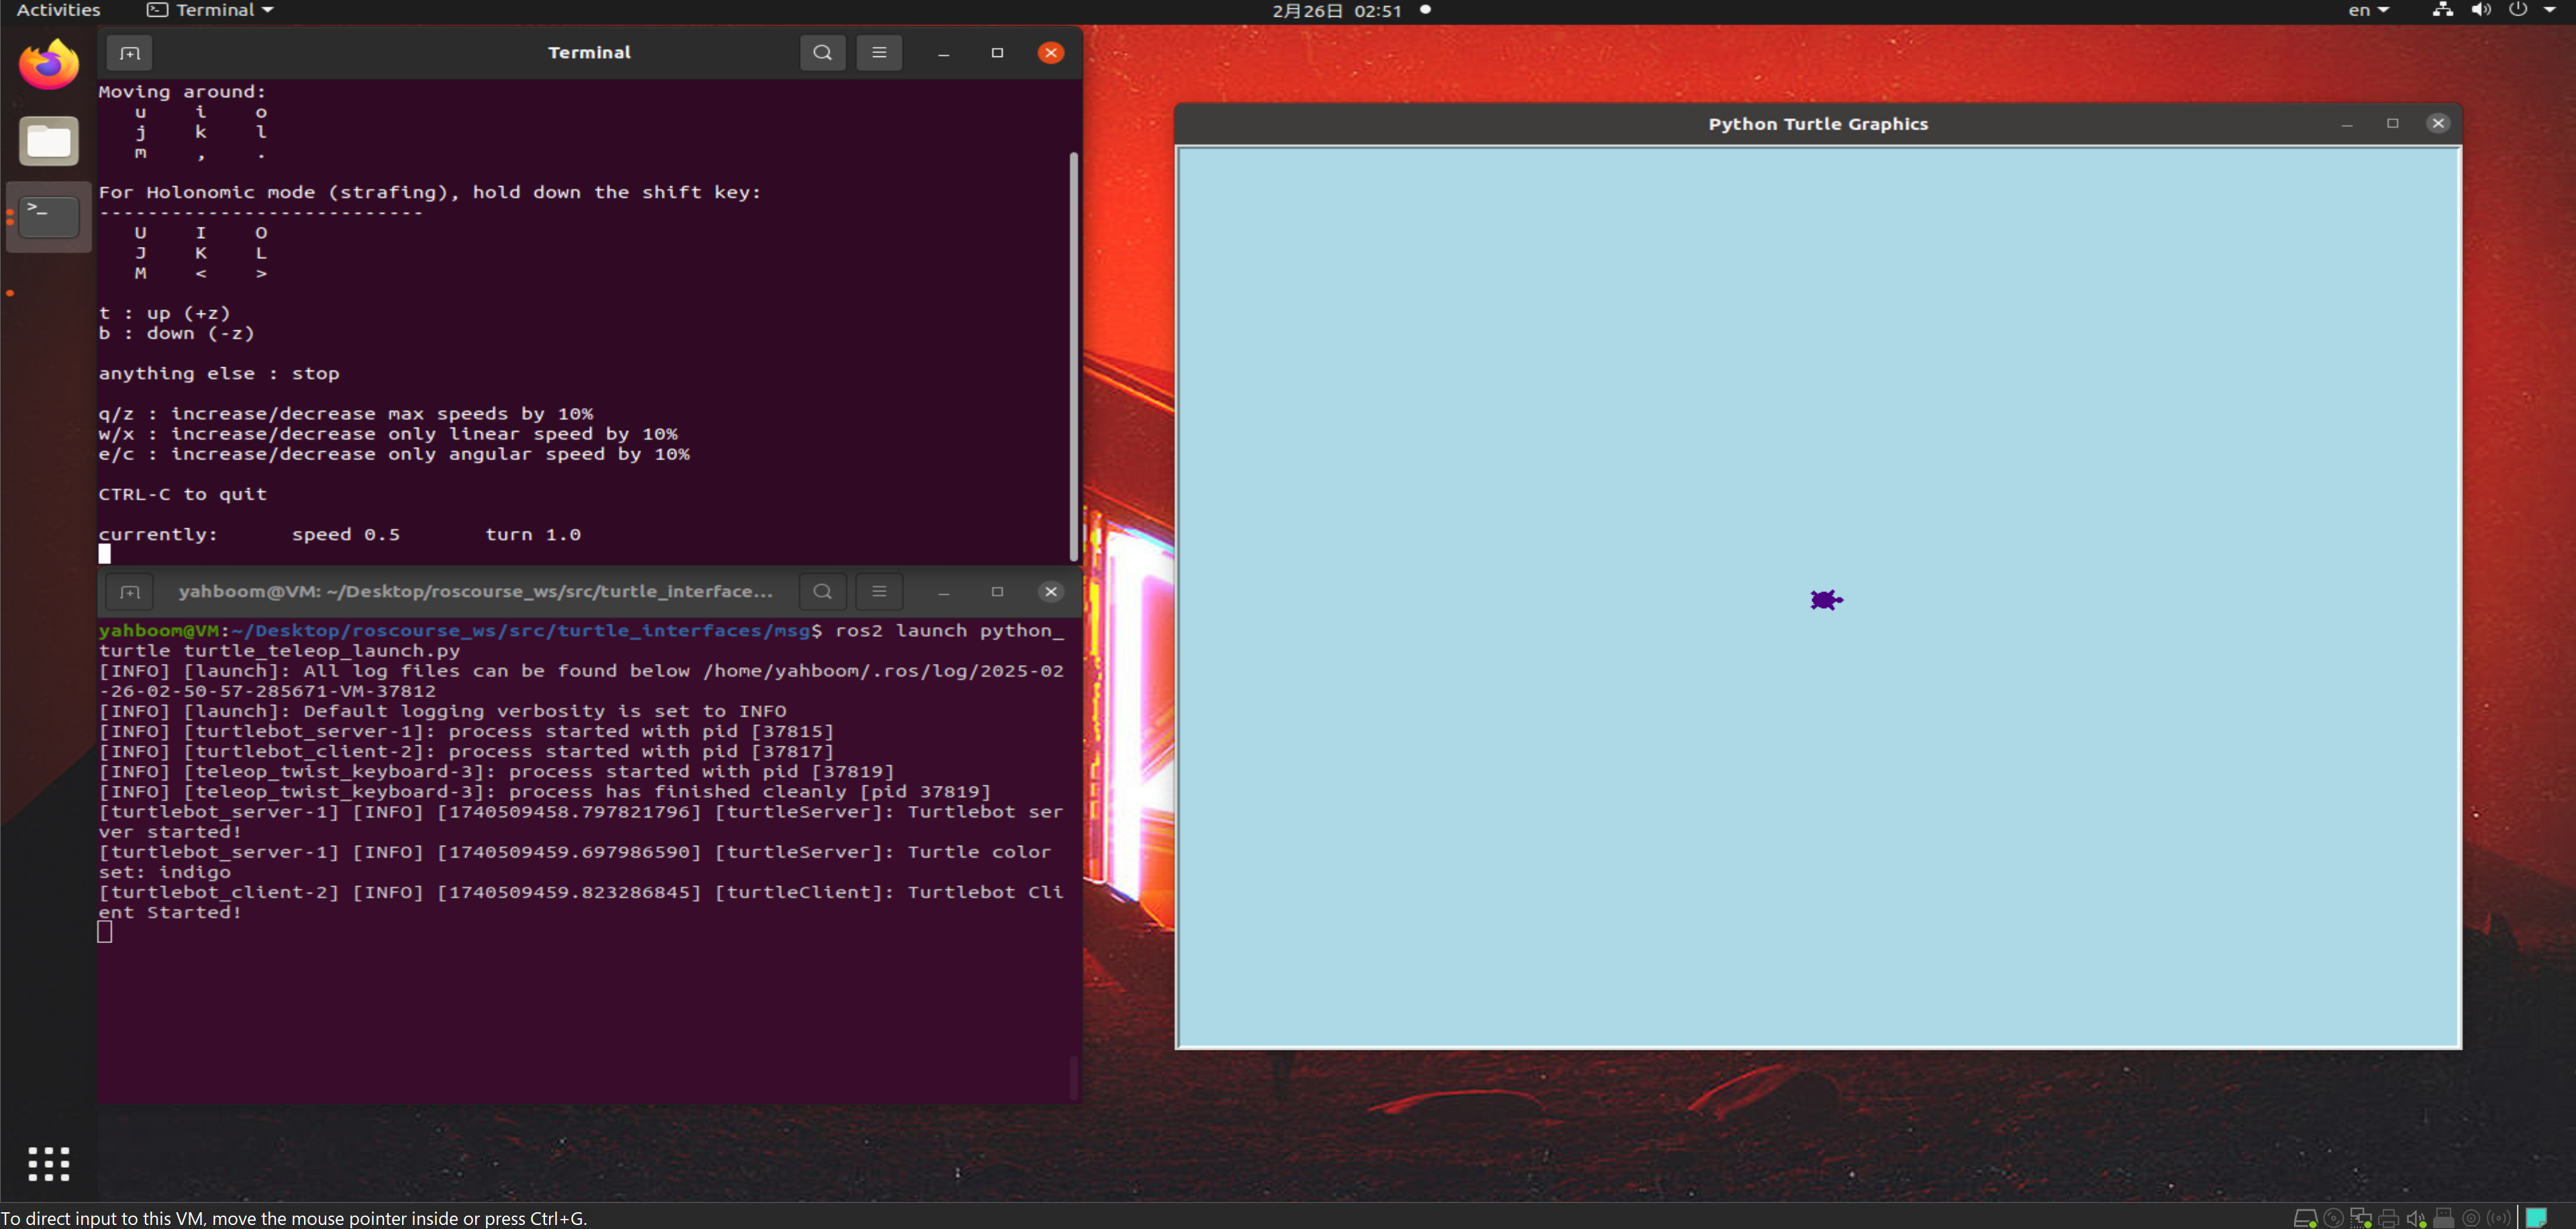 Activities
Terminal
2月26日 02:51
en
Terminal
Moving around:
u i o
j k l
m , .
For Holonomic mode (strafing), hold down the shift key:
---------------------------
U I O
J K L
M < >
t : up (+z)
b : down (-z)
anything else : stop
q/z : increase/decrease max speeds by 10%
w/x : increase/decrease only linear speed by 10%
e/c : increase/decrease only angular speed by 10%
CTRL-C to quit
currently: speed 0.5 turn 1.0
yahboom@VM: ~/Desktop/roscourse_ws/src/turtle_interface...
yahboom@VM:~/Desktop/roscourse_ws/src/turtle_interfaces/msg$ ros2 launch python_
turtle turtle_teleop_launch.py
[INFO] [launch]: All log files can be found below /home/yahboom/.ros/log/2025-02
-26-02-50-57-285671-VM-37812
[INFO] [launch]: Default logging verbosity is set to INFO
[INFO] [turtlebot_server-1]: process started with pid [37815]
[INFO] [turtlebot_client-2]: process started with pid [37817]
[INFO] [teleop_twist_keyboard-3]: process started with pid [37819]
[INFO] [teleop_twist_keyboard-3]: process has finished cleanly [pid 37819]
[turtlebot_server-1] [INFO] [1740509458.797821796] [turtleServer]: Turtlebot ser
ver started!
[turtlebot_server-1] [INFO] [1740509459.697986590] [turtleServer]: Turtle color
set: indigo
[turtlebot_client-2] [INFO] [1740509459.823286845] [turtleClient]: Turtlebot Cli
ent Started!
Python Turtle Graphics
To direct input to this VM, move the mouse pointer inside or press Ctrl+G.